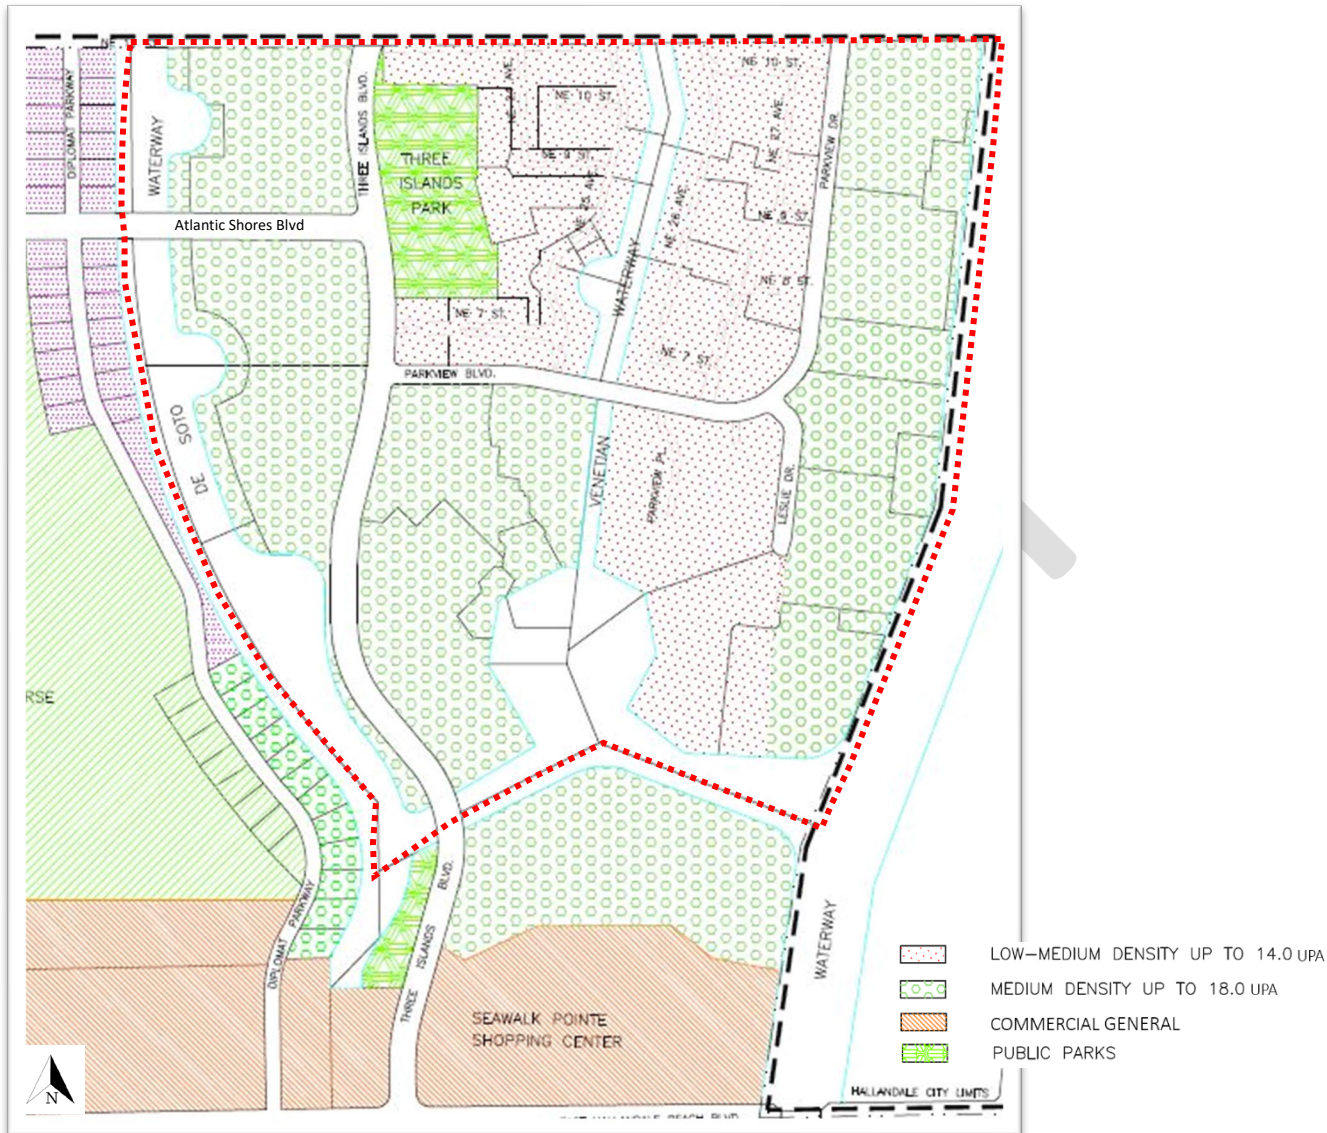 DIPLOMAT PARKWAY
WATERWAY
THREE ISLANDS BLVD.
THREE
ISLANDS
PARK
NE 10 ST.
NE 9 ST.
NE 25 AVE.
NE 7 ST.
NE 10 ST.
NE 27 AVE.
PARKVIEW DR.
NE 26 AVE.
NE 9 ST.
NE 8 ST.
NE 7 ST.
WATERWAY
Atlantic Shores Blvd
PARKVIEW BLVD.
DE SOTO
VENETIAN
PARKVIEW PL.
LESLIE DR.
RSE
DIPLOMAT PARKWAY
THREE ISLANDS BLVD.
WATERWAY
SEAWALK POINTE
SHOPPING CENTER
LOW-MEDIUM DENSITY UP TO 14.0 UPA
MEDIUM DENSITY UP TO 18.0 UPA
COMMERCIAL GENERAL
PUBLIC PARKS
HALLANDALE CITY LIMITS
HALLANDALE BEACH BLVD
N